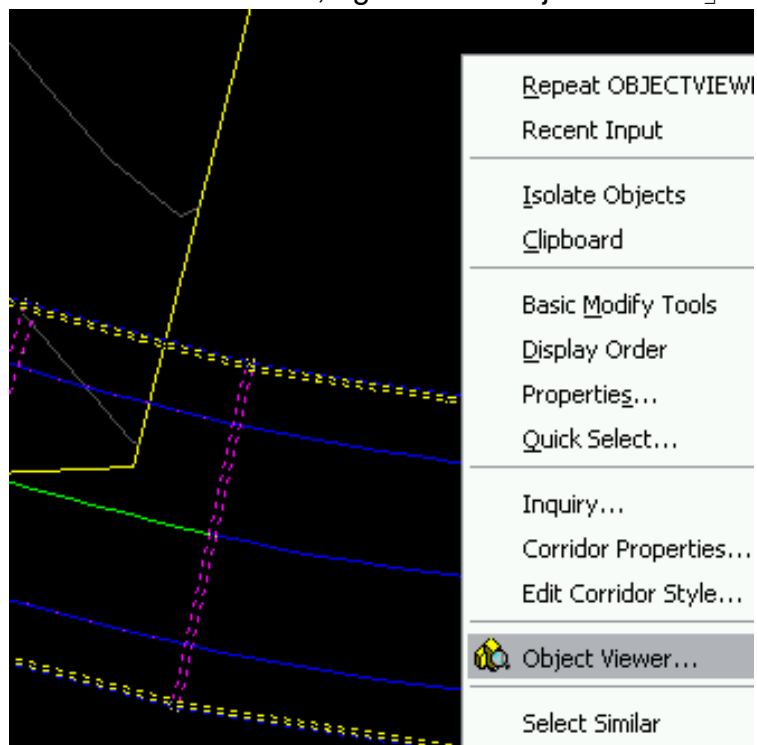 Repeat OBJECTVIEW
Recent Input
Isolate Objects
Clipboard
Basic Modify Tools
Display Order
Properties...
Quick Select...
Inquiry...
Corridor Properties...
Edit Corridor Style...
Object Viewer...
Select Similar